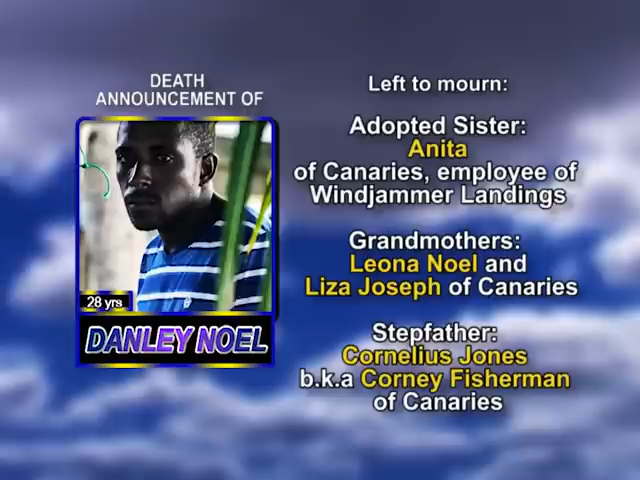 DEATH
ANNOUNCEMENT OF
28 yrs
DANLEY NOEL
Left to mourn:
Adopted Sister:
Anita
of Canaries, employee of
Windjammer Landings
Grandmothers:
Leona Noel and
Liza Joseph of Canaries
Stepfather:
Cornelius Jones
b.k.a Corney Fisherman
of Canaries